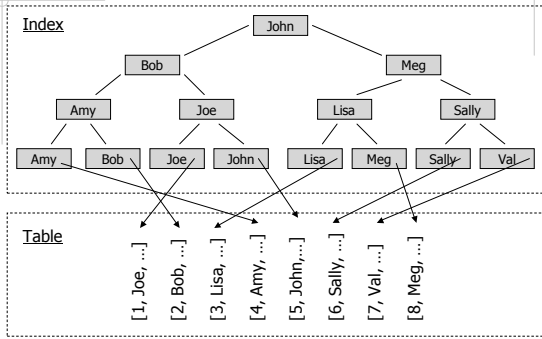 Index
John
Bob Meg
Amy Joe Lisa Sally
Amy Bob Joe John Lisa Meg Sally Val
Table
[1, Joe, ...]
[2, Bob, ...]
[3, Lisa, ...]
[4, Amy, ...]
[5, John,...]
[6, Sally, ...]
[7, Val, ...]
[8, Meg, ...]